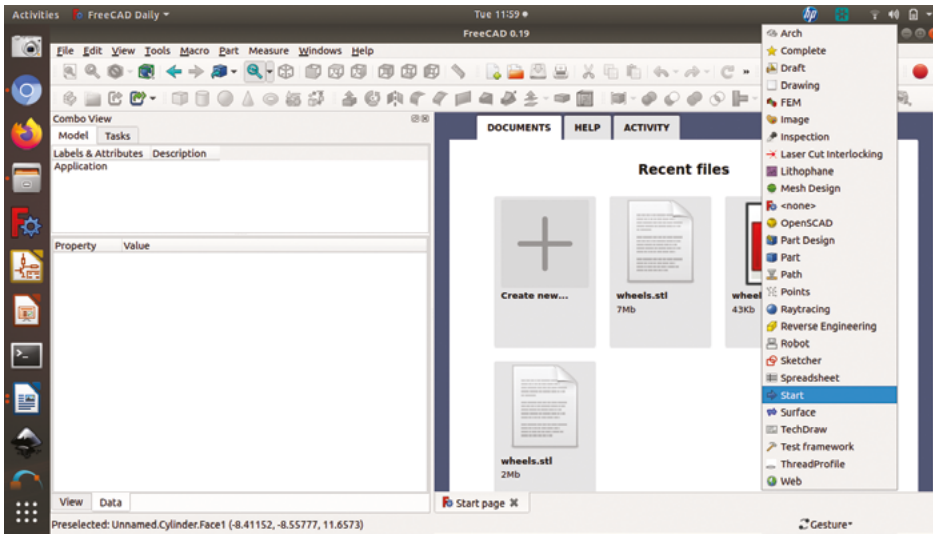 Activities FreeCAD Daily Tue 11:59
FreeCAD 0.19
File Edit View Tools Macro Part Measure Windows Help
Combo View
Model Tasks
Labels & Attributes Description
Application
Property Value
View Data
Preselected: Unnamed.Cylinder.Face1 (-8.41152, -8.55777, 11.6573)
DOCUMENTS HELP ACTIVITY
Recent files
Create new...
wheels.stl
7Mb
wheel
43Kb
wheels.stl
2Mb
Start page
Arch
Complete
Draft
Drawing
FEM
Image
Inspection
Laser Cut Interlocking
Lithophane
Mesh Design
<none>
OpenSCAD
Part Design
Part
Path
Points
Raytracing
Reverse Engineering
Robot
Sketcher
Spreadsheet
Start
Surface
TechDraw
Test framework
ThreadProfile
Web
Gesture